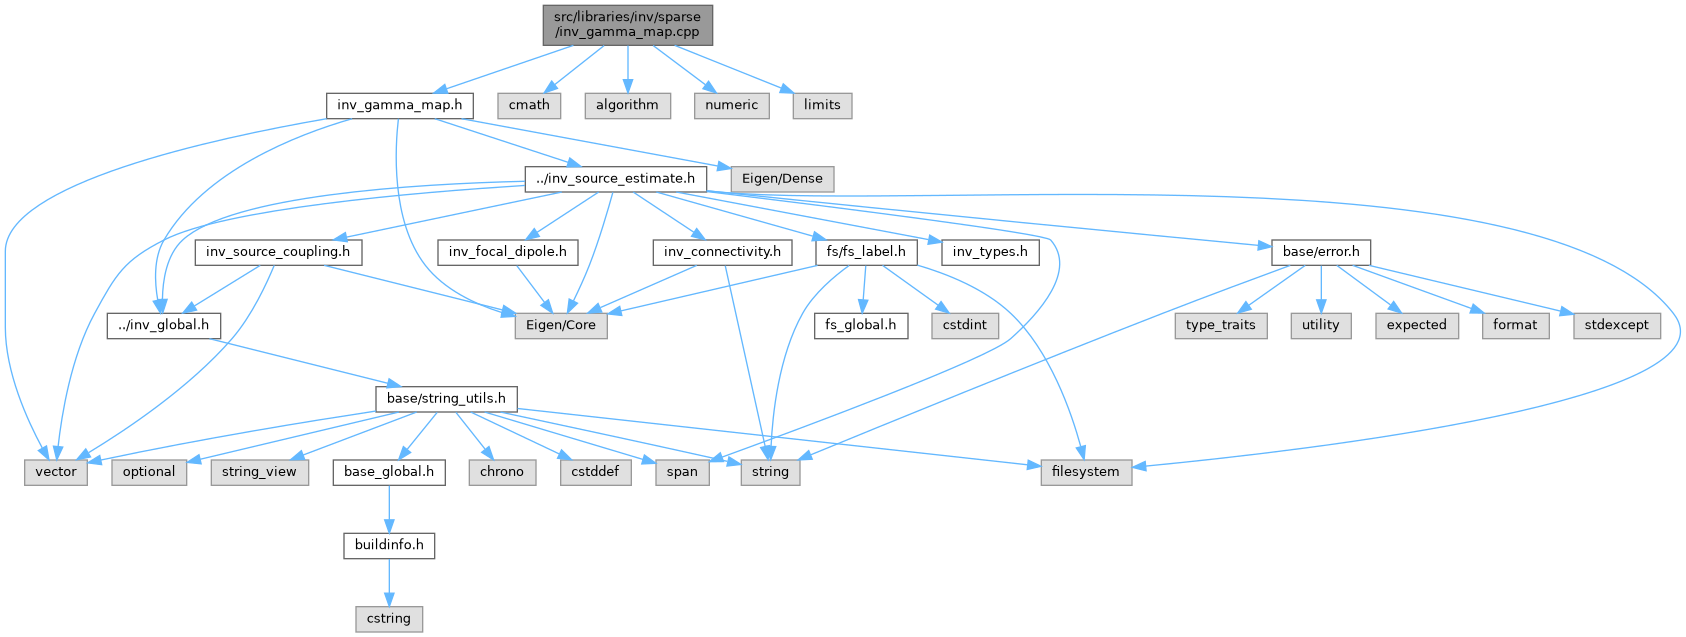 src/libraries/inv/sparse
/inv_gamma_map.cpp
inv_gamma_map.h
cmath
algorithm
numeric
limits
../inv_source_estimate.h
Eigen/Dense
inv_source_coupling.h
inv_focal_dipole.h
inv_connectivity.h
fs/fs_label.h
inv_types.h
base/error.h
../inv_global.h
Eigen/Core
fs_global.h
cstdint
type_traits
utility
expected
format
stdexcept
base/string_utils.h
vector
optional
string_view
base_global.h
chrono
cstddef
span
string
filesystem
buildinfo.h
cstring